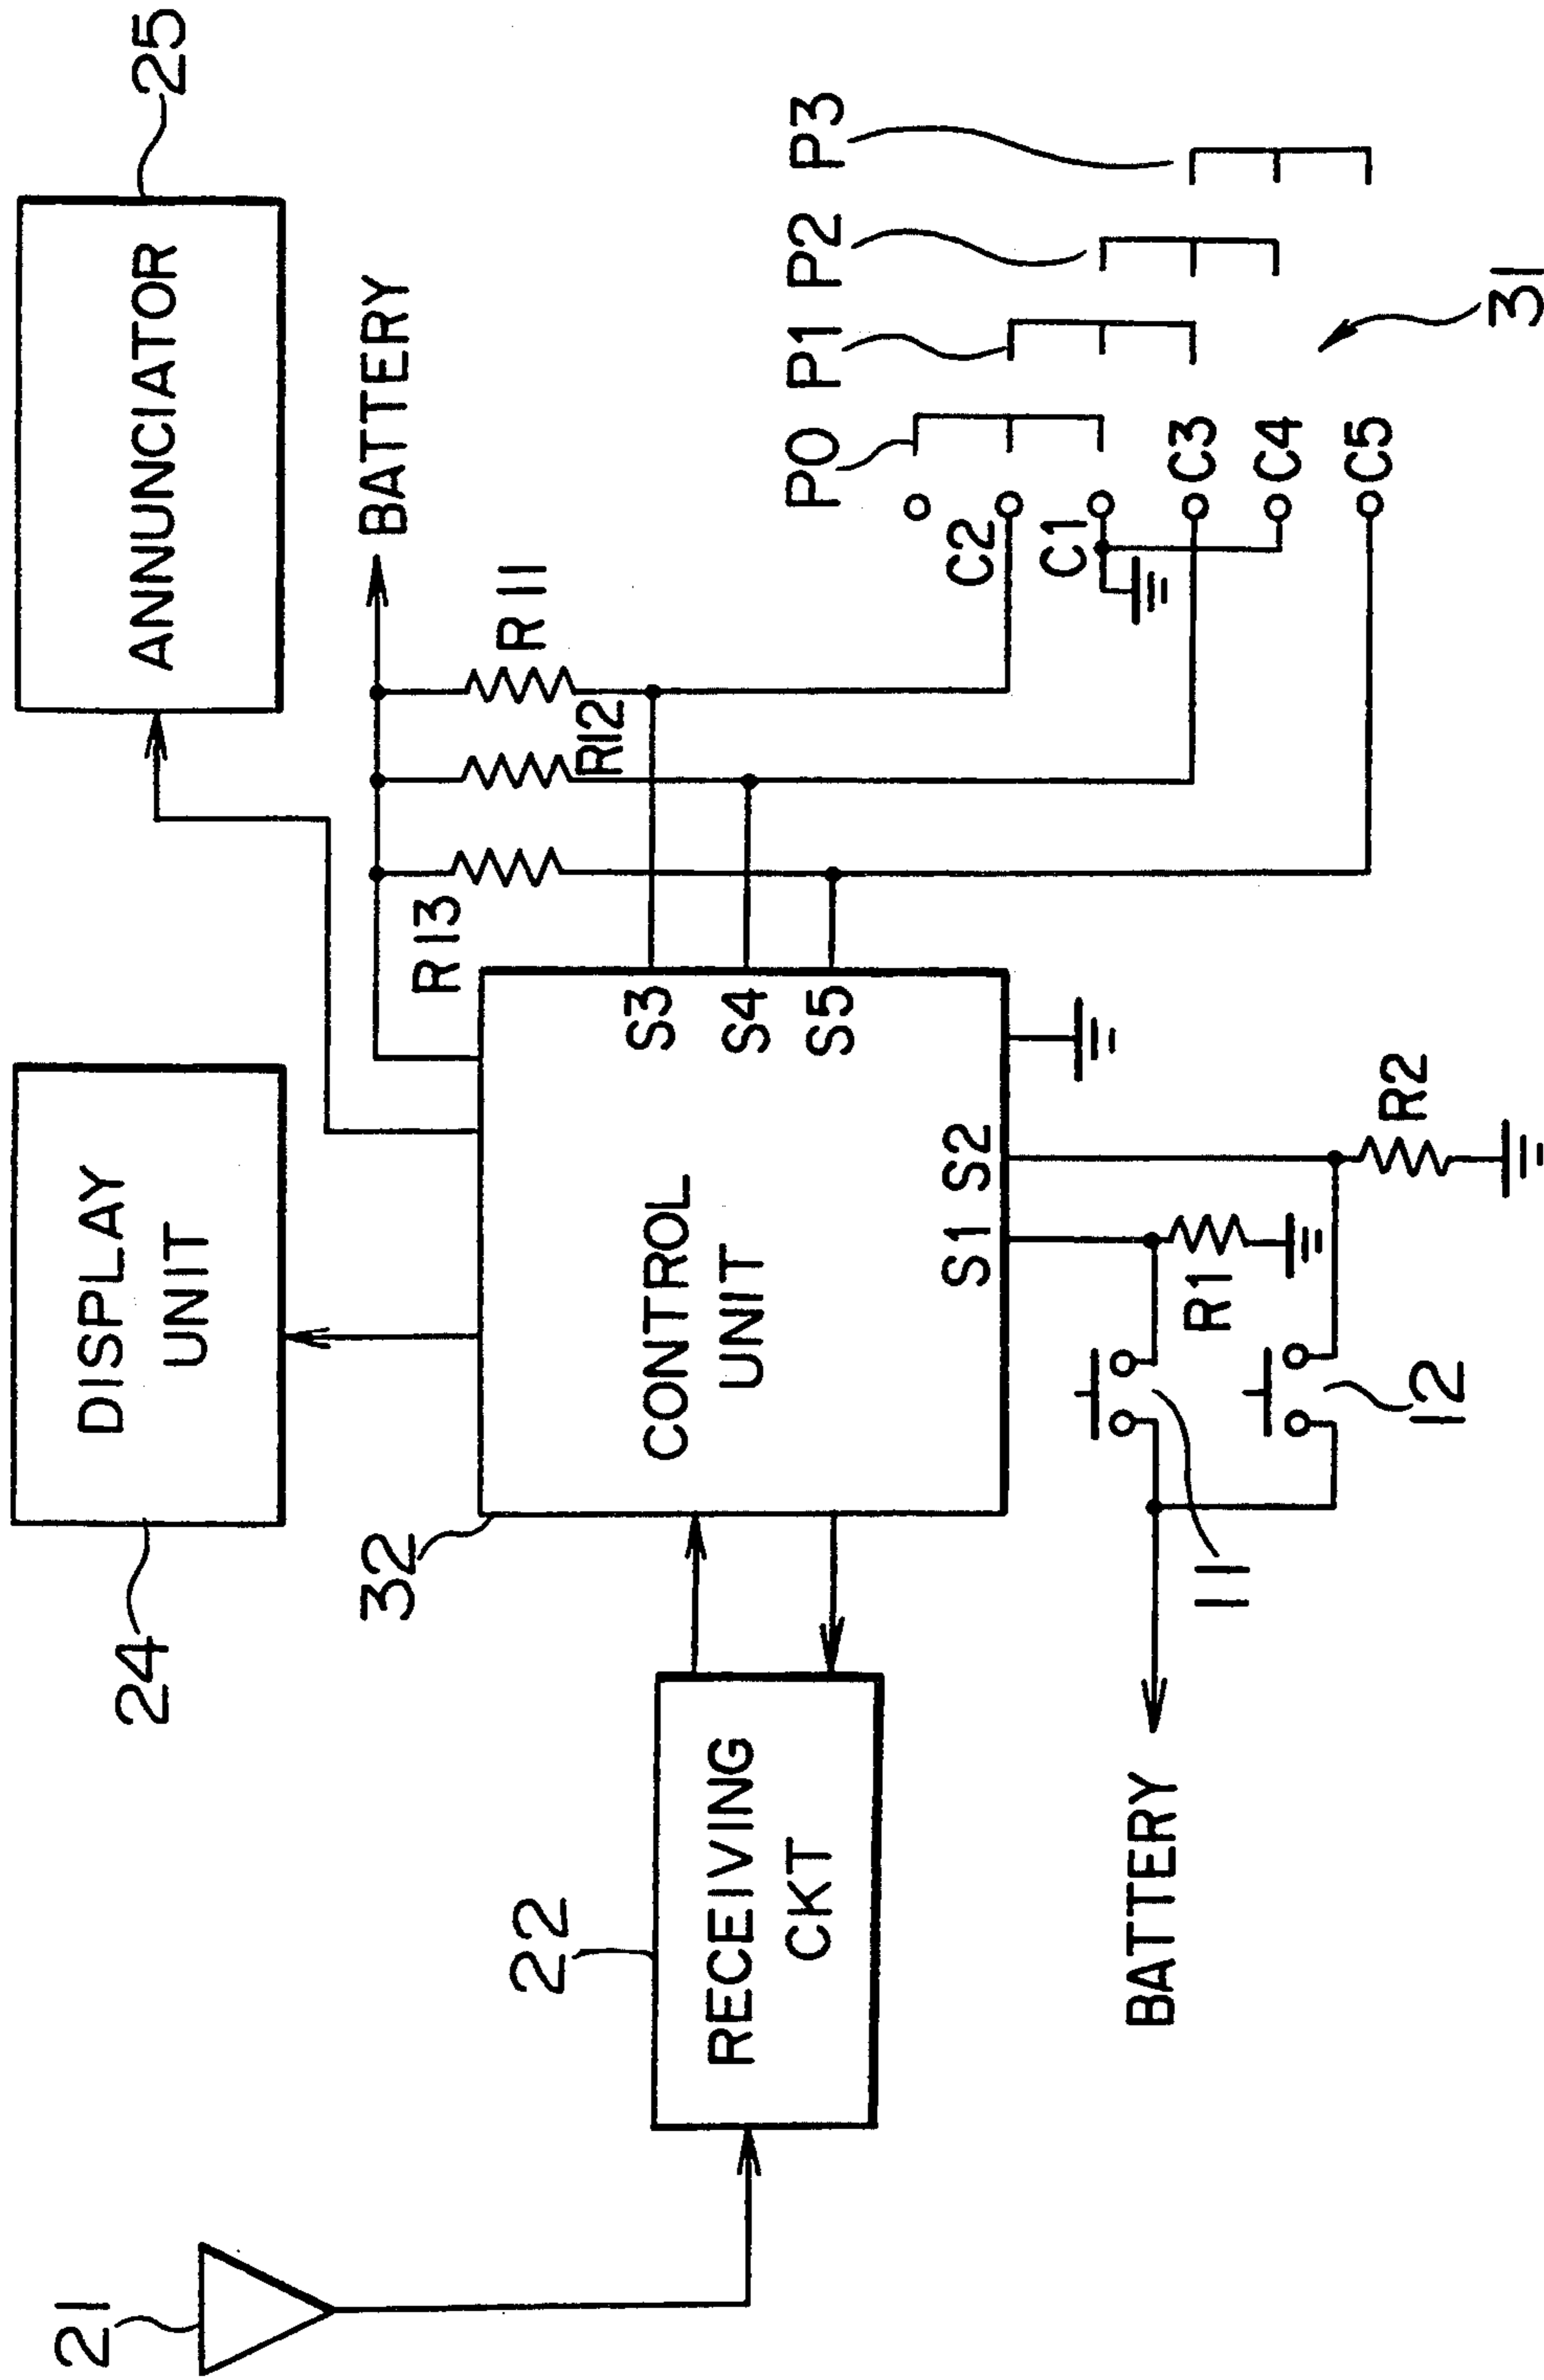 21
22
RECEIVING
CKT
24
DISPLAY
UNIT
25
ANNUNCIATOR
32
CONTROL
UNIT
S1 S2
S3
S4
S5
BATTERY
R13
R12
R11
BATTERY
11
12
R1
R2
C2
C1
C3
C4
C5
P0
P1
P2
P3
31